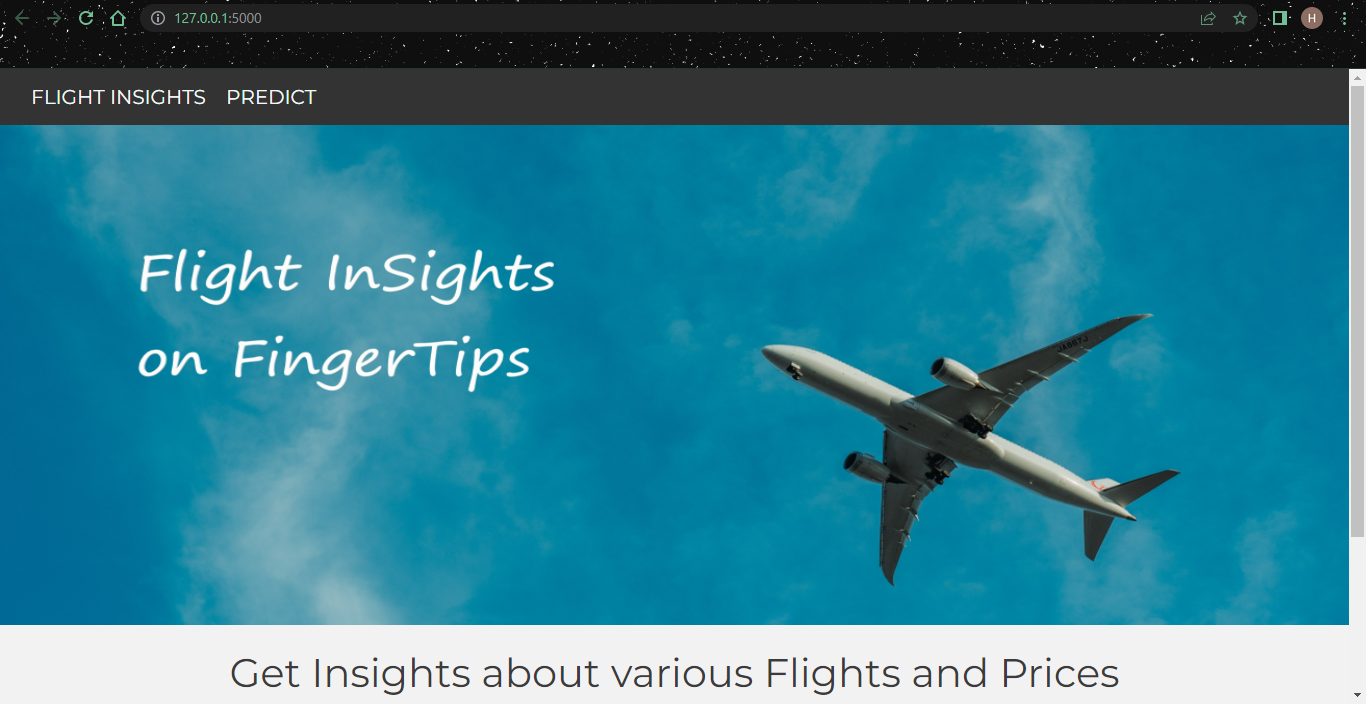 127.0.0.1:5000
H
FLIGHT INSIGHTS PREDICT
Flight InSights
on FingerTips
Get Insights about various Flights and Prices